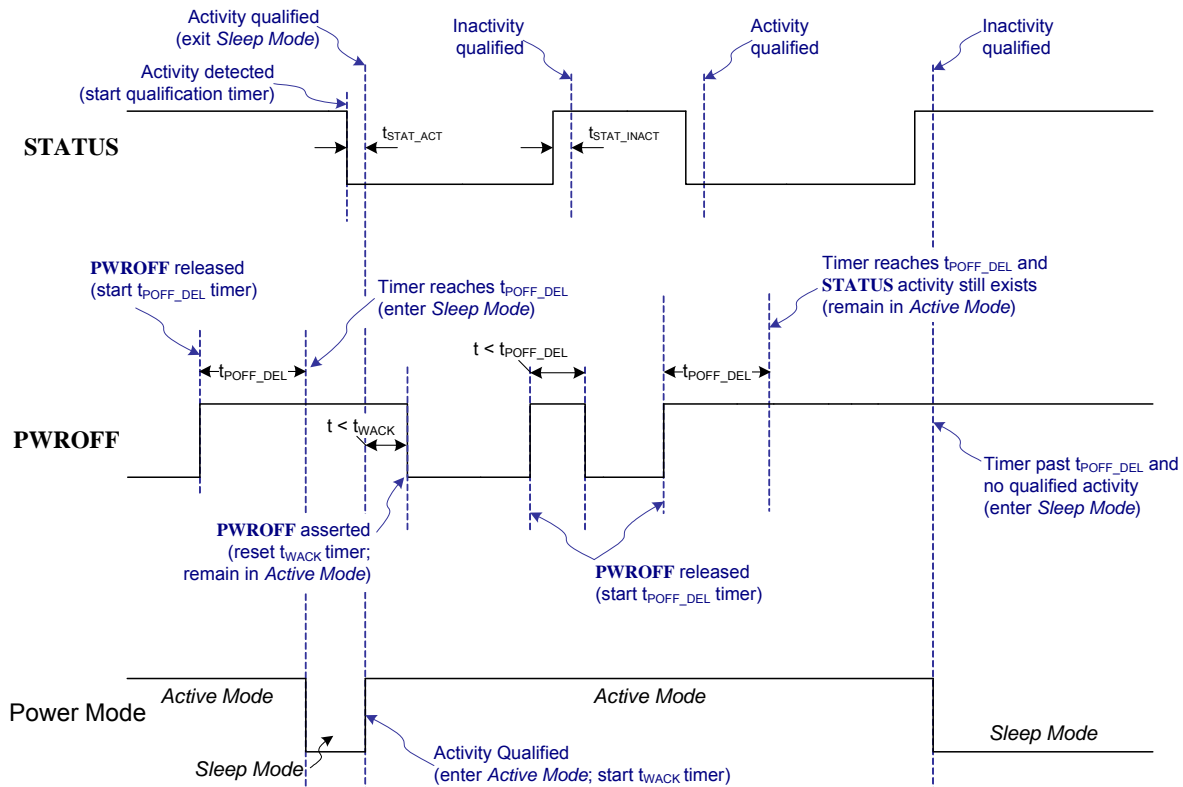 Activity qualified
(exit Sleep Mode)
Inactivity
qualified
Activity
qualified
Inactivity
qualified
Activity detected
(start qualification timer)
STATUS
tSTAT_ACT
tSTAT_INACT
PWROFF released
(start tPOFF_DEL timer)
Timer reaches tPOFF_DEL
(enter Sleep Mode)
Timer reaches tPOFF_DEL and
STATUS activity still exists
(remain in Active Mode)
tPOFF_DEL
t < tPOFF_DEL
tPOFF_DEL
PWROFF
t < tWACK
Timer past tPOFF_DEL and
no qualified activity
(enter Sleep Mode)
PWROFF asserted
(reset tWACK timer;
remain in Active Mode)
PWROFF released
(start tPOFF_DEL timer)
Power Mode
Active Mode
Active Mode
Sleep Mode
Sleep Mode
Activity Qualified
(enter Active Mode; start tWACK timer)